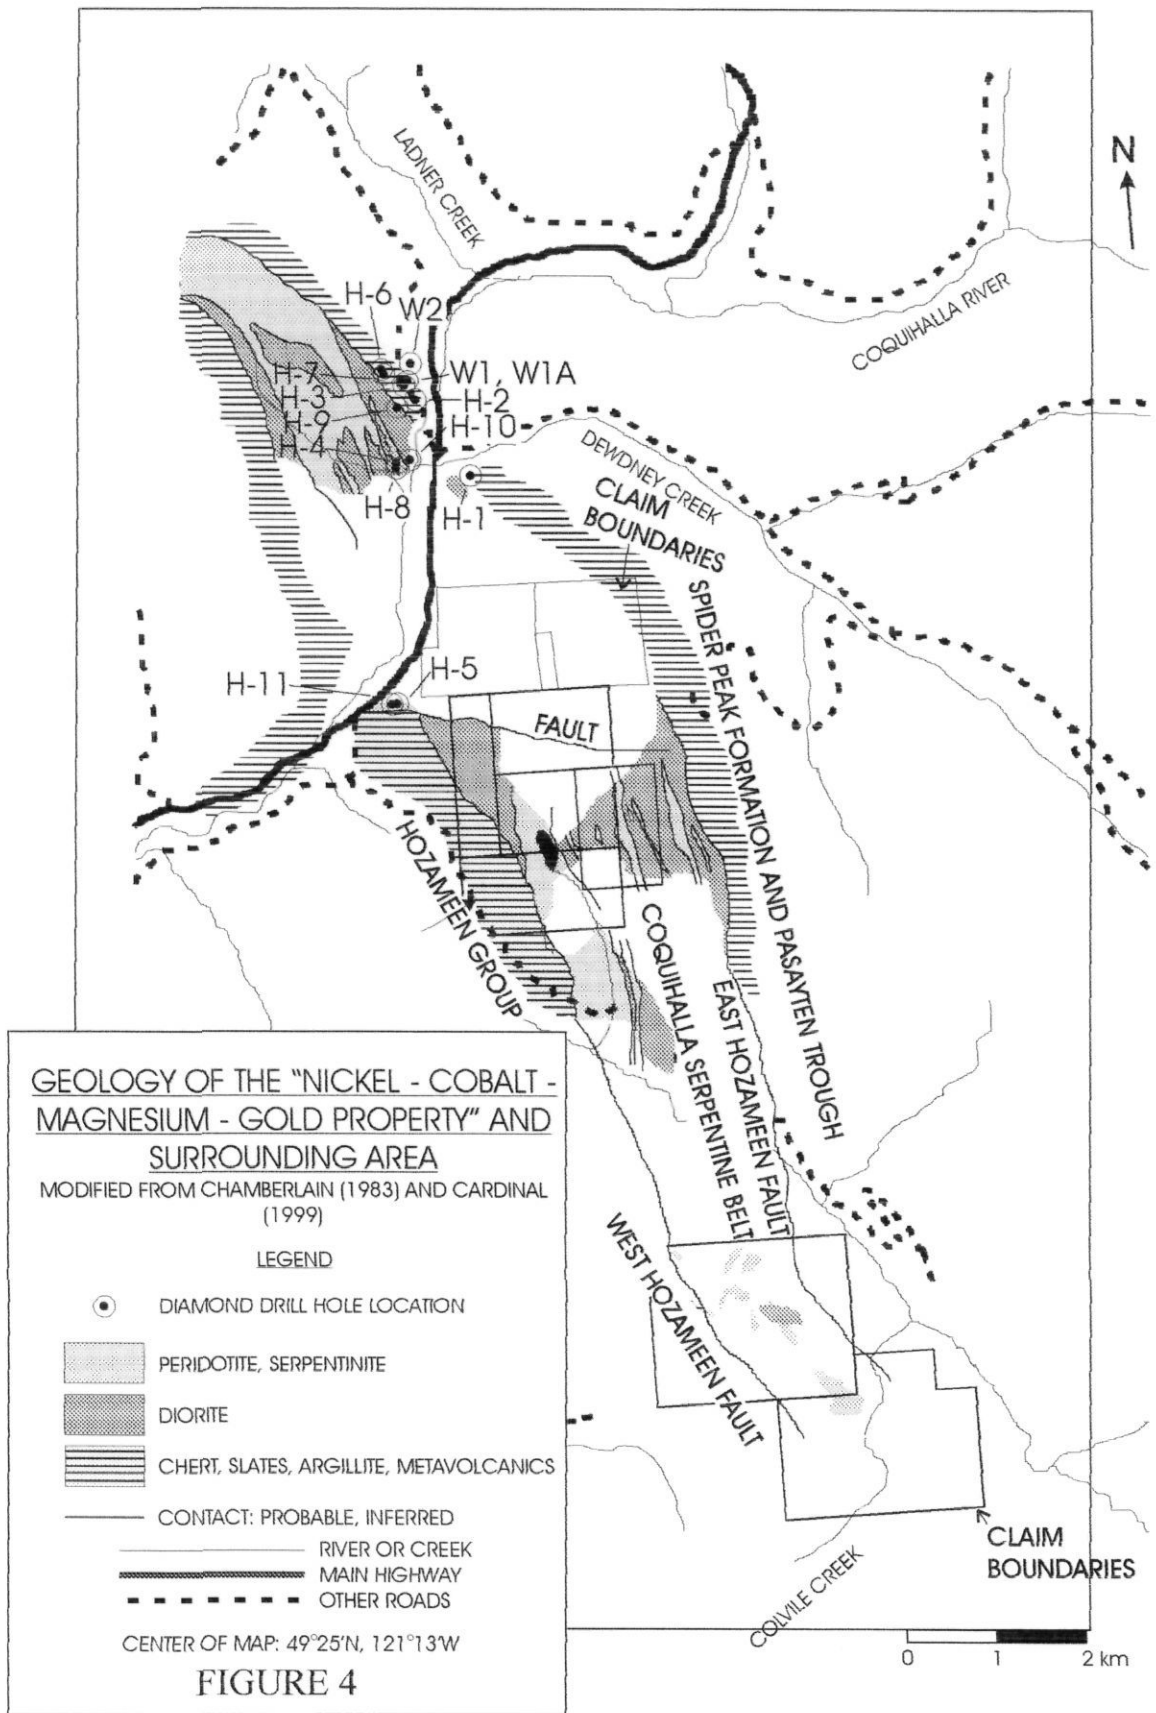 N
LADNER CREEK
COQUIHALLA RIVER
H-6
W2
H-7
W1, W1A
H-3
H-2
H-9
H-10
H-4
DEWDNEY CREEK
H-8
H-1
CLAIM
BOUNDARIES
SPIDER PEAK FORMATION AND PASAYTEN TROUGH
H-11
H-5
FAULT
HOZAMEEN GROUP
COQUIHALLA SERPENTINE BELT
EAST HOZAMEEN FAULT
WEST HOZAMEEN FAULT
CLAIM
BOUNDARIES
COLVILE CREEK
0 1 2 km
GEOLOGY OF THE "NICKEL - COBALT -
MAGNESIUM - GOLD PROPERTY" AND
SURROUNDING AREA
MODIFIED FROM CHAMBERLAIN (1983) AND CARDINAL
(1999)
LEGEND
DIAMOND DRILL HOLE LOCATION
PERIDOTITE, SERPENTINITE
DIORITE
CHERT, SLATES, ARGILLITE, METAVOLCANICS
CONTACT: PROBABLE, INFERRED
RIVER OR CREEK
MAIN HIGHWAY
OTHER ROADS
CENTER OF MAP: 49°25'N, 121°13'W
FIGURE 4